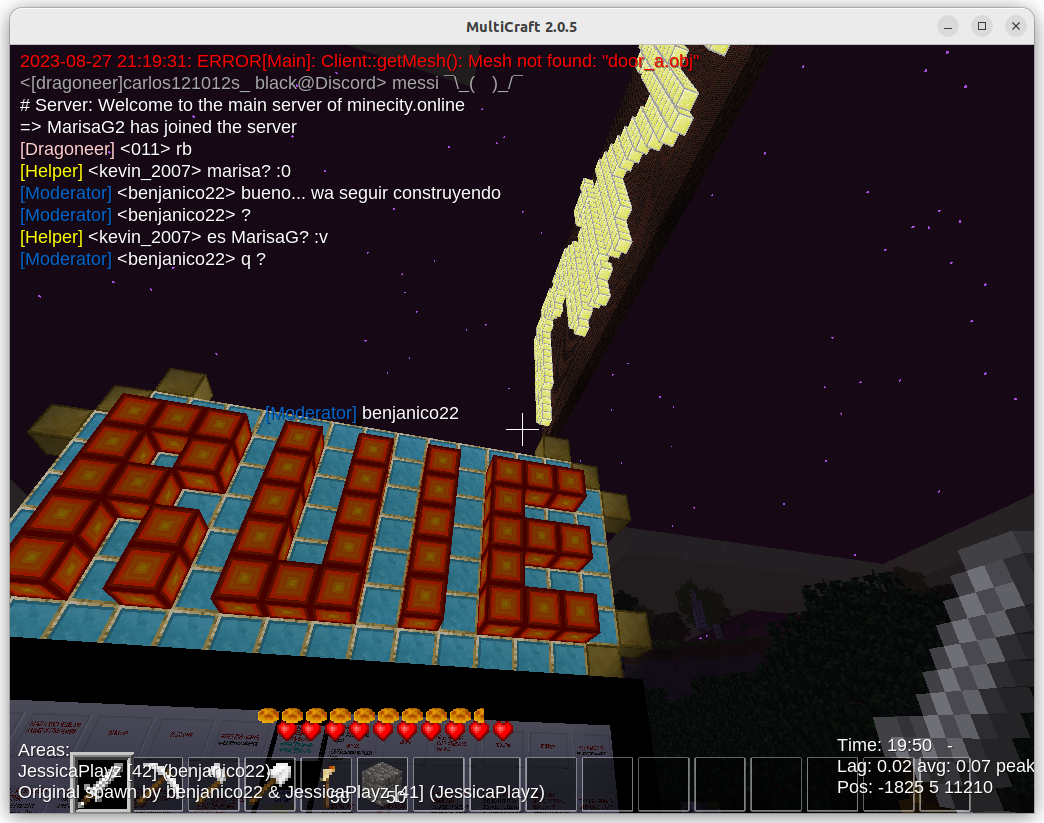 MultiCraft 2.0.5
2023-08-27 21:19:31: ERROR[Main]: Client::getMesh(): Mesh not found: "door_a.obj"
<[dragoneer]carlos121012s_ black@Discord> messi ¯\_( )_/¯
# Server: Welcome to the main server of minecity.online
=> MarisaG2 has joined the server
[Dragoneer] <011> rb
[Helper] <kevin_2007> marisa? :0
[Moderator] <benjanico22> bueno... wa seguir construyendo
[Moderator] <benjanico22> ?
[Helper] <kevin_2007> es MarisaG? :v
[Moderator] <benjanico22> q ?
[Moderator] benjanico22
Areas:
JessicaPlayz [42] (benjanico22)
Original spawn by benjanico22 & JessicaPlayz [41] (JessicaPlayz)
Time: 19:50 -
Lag: 0.02 avg: 0.07 peak
Pos: -1825 5 11210